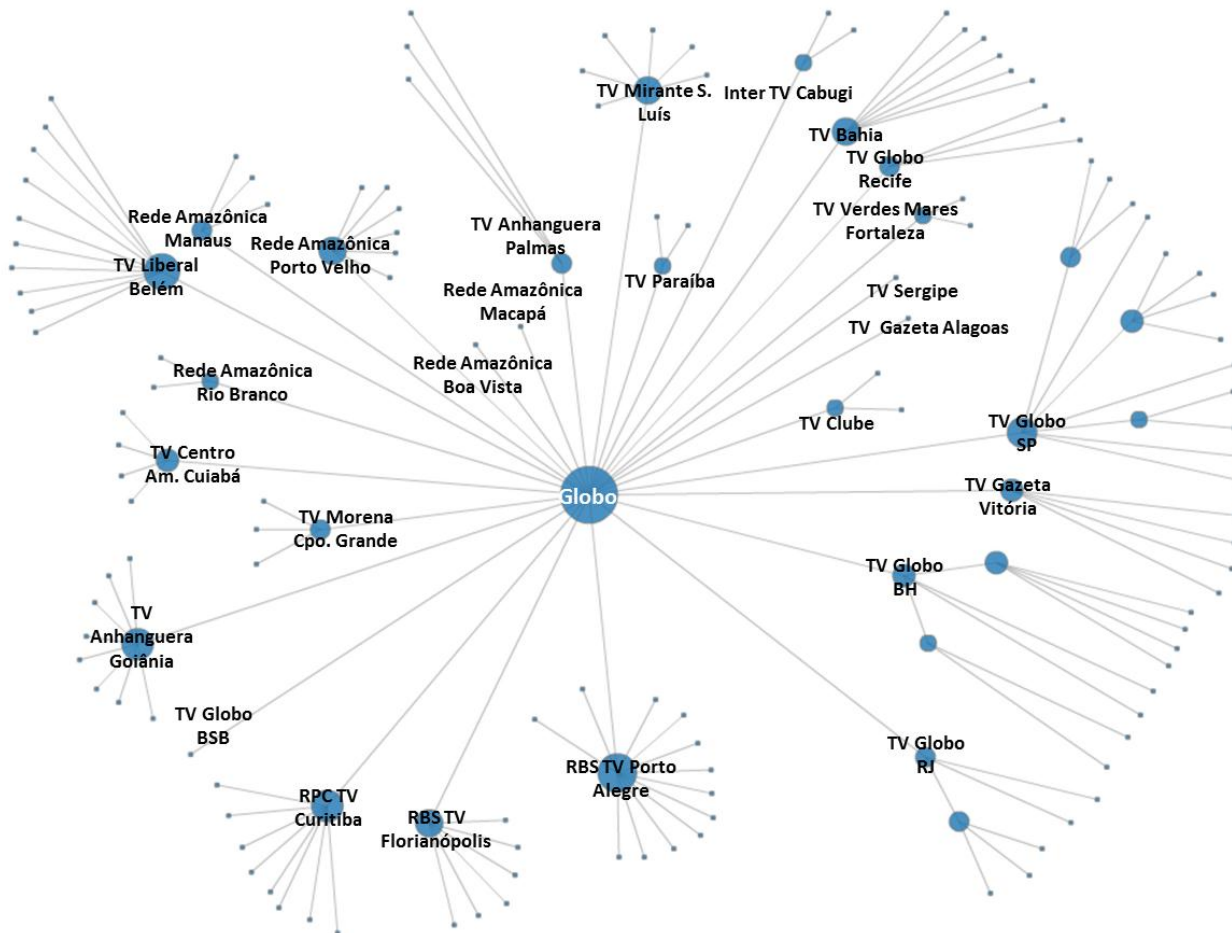 TV Mirante S.
Luís
Inter TV Cabugi
TV Bahia
TV Globo
Recife
TV Verdes Mares
Fortaleza
Rede Amazônica
Manaus
Rede Amazônica
Porto Velho
TV Anhanguera
Palmas
TV Liberal
Belém
TV Paraíba
Rede Amazônica
Macapá
TV Sergipe
TV Gazeta Alagoas
Rede Amazônica
Boa Vista
Rede Amazônica
Rio Branco
TV Clube
TV Globo
SP
TV Centro
Am. Cuiabá
Globo
TV Gazeta
Vitória
TV Morena
Cpo. Grande
TV Globo
BH
TV
Anhanguera
Goiânia
TV Globo
BSB
TV Globo
RJ
RBS TV Porto
Alegre
RPC TV
Curitiba
RBS TV
Florianópolis